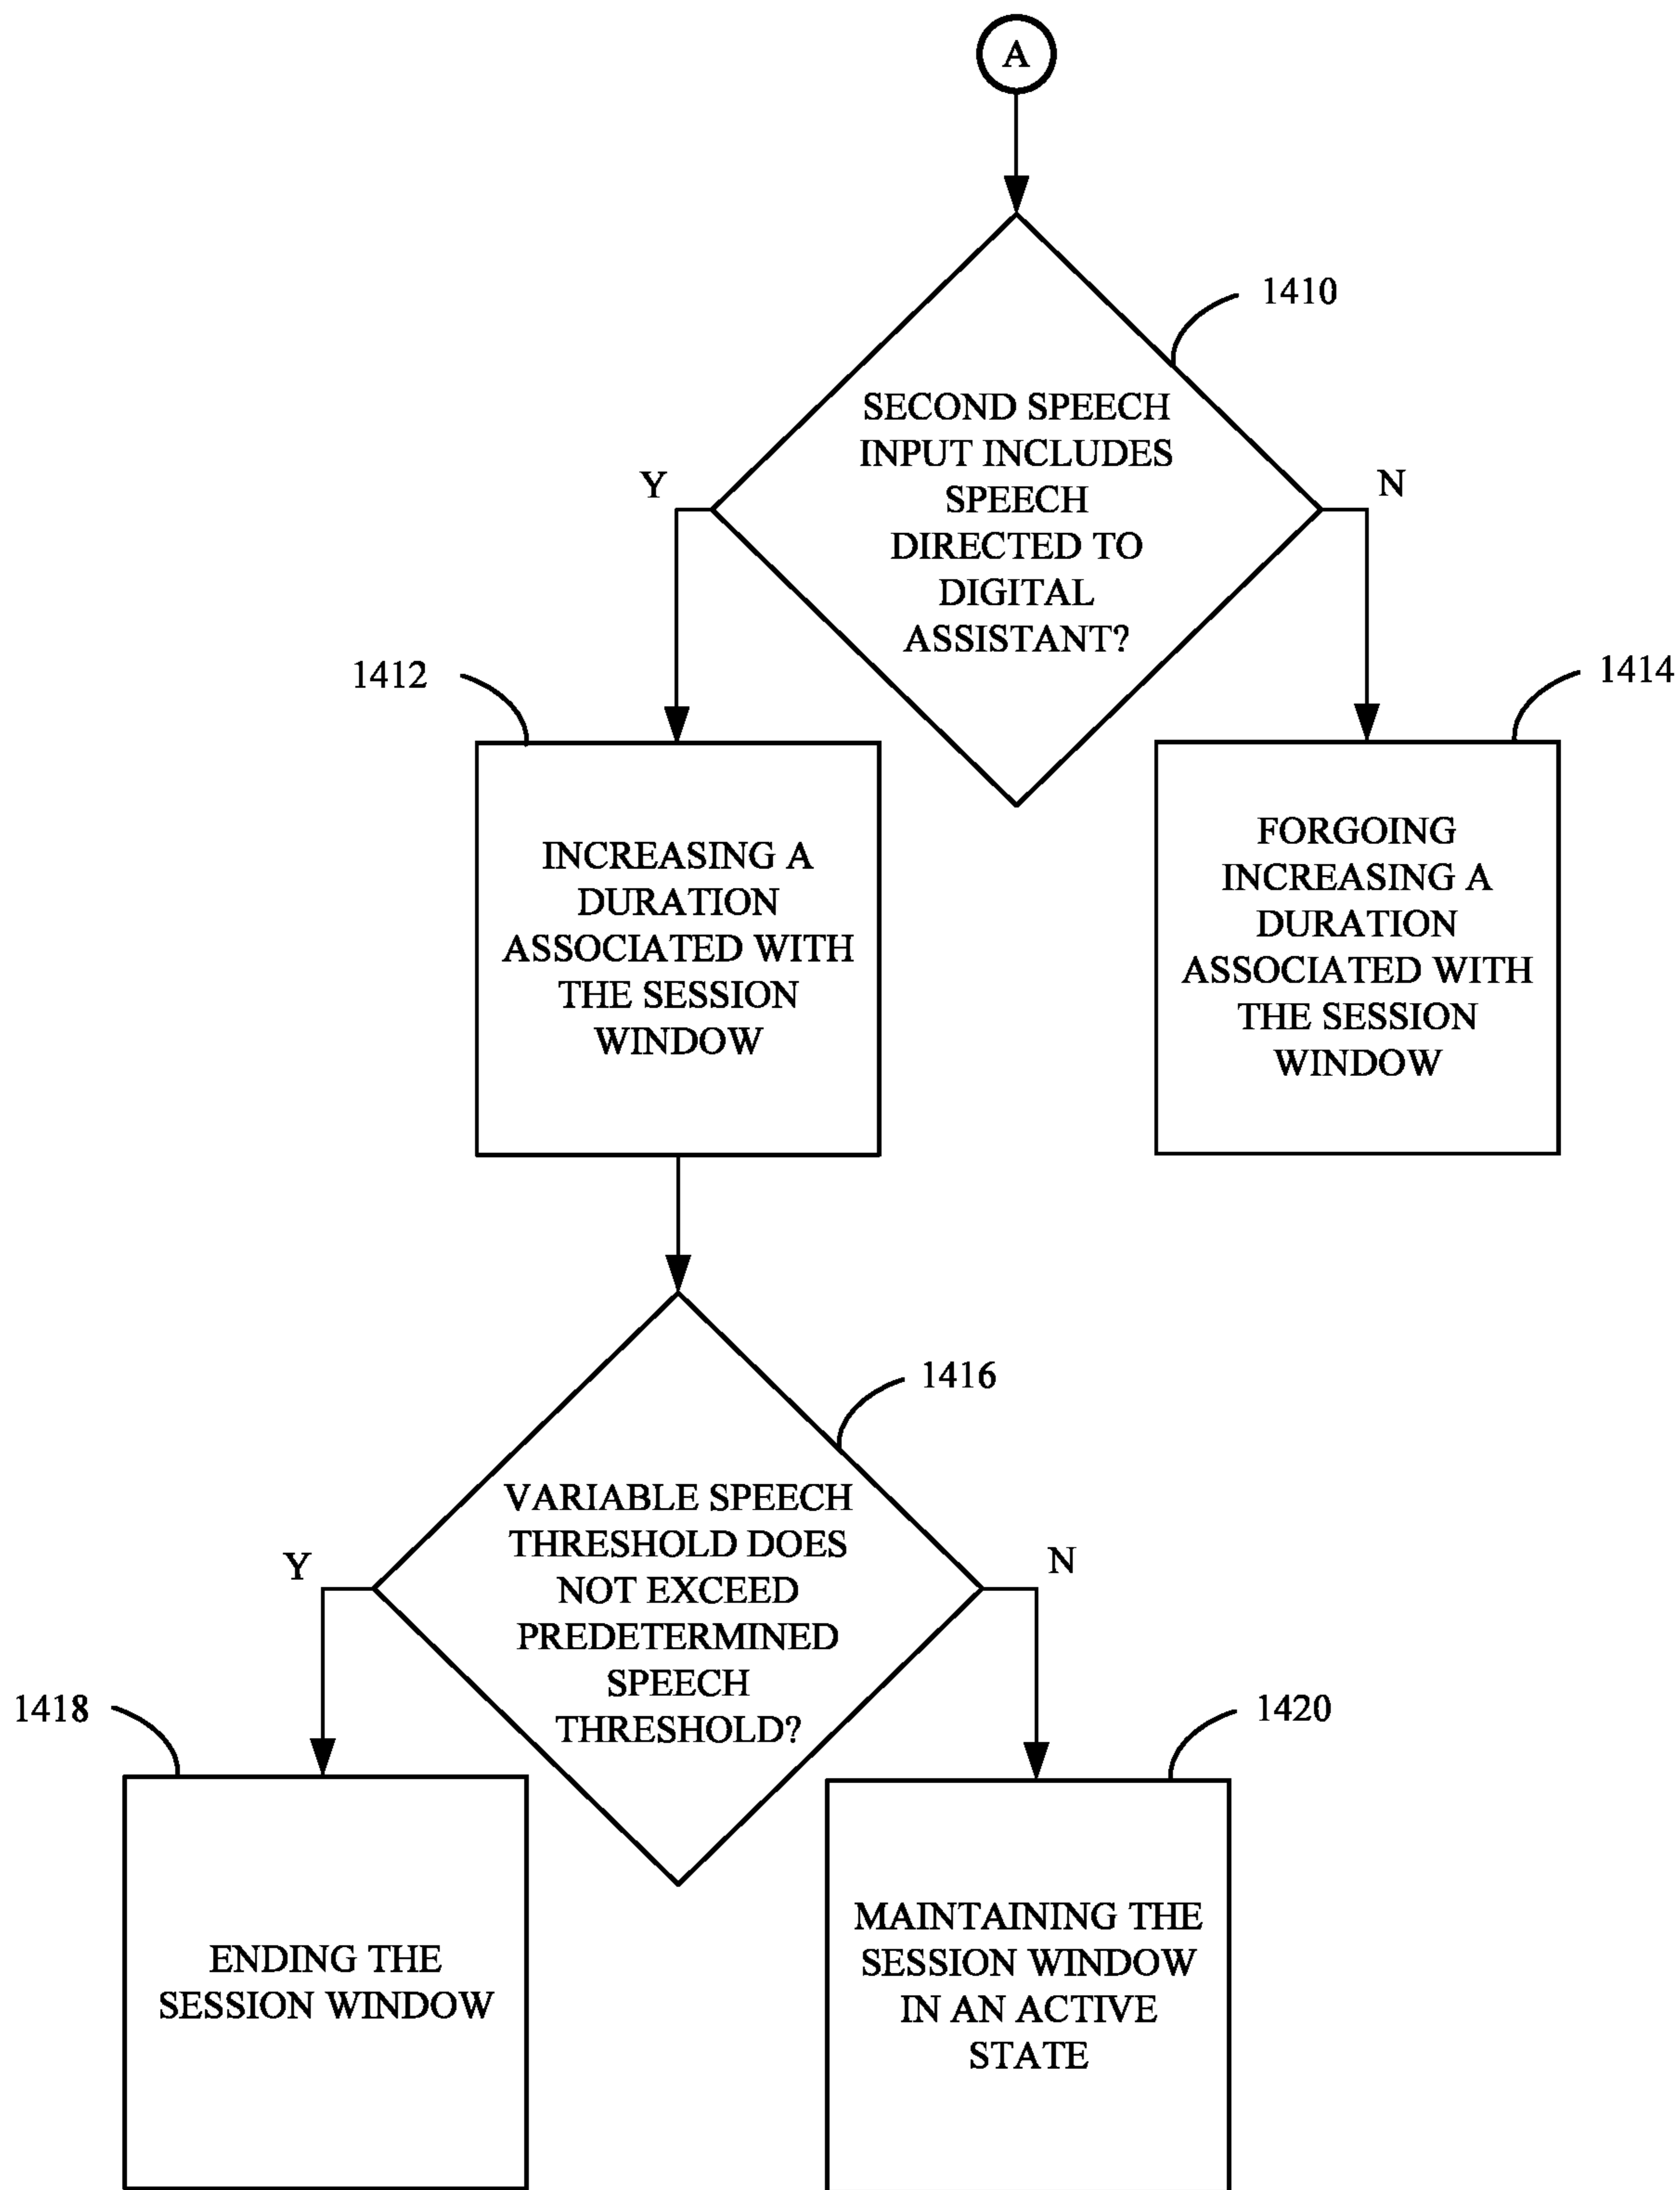 A
1410
SECOND SPEECH
INPUT INCLUDES
SPEECH
DIRECTED TO
DIGITAL
ASSISTANT?
Y
N
1412
1414
INCREASING A
DURATION
ASSOCIATED WITH
THE SESSION
WINDOW
FORGOING
INCREASING A
DURATION
ASSOCIATED WITH
THE SESSION
WINDOW
1416
VARIABLE SPEECH
THRESHOLD DOES
NOT EXCEED
PREDETERMINED
SPEECH
THRESHOLD?
Y
N
1418
1420
ENDING THE
SESSION WINDOW
MAINTAINING THE
SESSION WINDOW
IN AN ACTIVE
STATE